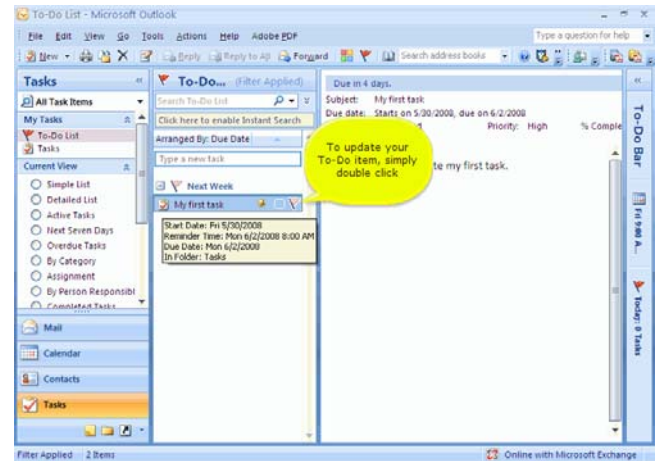 To-Do List - Microsoft Outlook
File Edit View Go Tools Actions Help Adobe PDF
Type a question for help
New Reply Reply to All Forward Search address books
Tasks
All Task Items
My Tasks
To-Do List
Tasks
Current View
Simple List
Detailed List
Active Tasks
Next Seven Days
Overdue Tasks
By Category
Assignment
By Person Responsibl
Completed Tasks
Mail
Calendar
Contacts
Tasks
To-Do... (Filter Applied)
Search To-Do List
Click here to enable Instant Search
Arranged By: Due Date
Type a new task
Next Week
My first task
Start Date: Fri 5/30/2008
Reminder Time: Mon 6/2/2008 8:00 AM
Due Date: Mon 6/2/2008
In Folder: Tasks
To update your
To-Do item, simply
double click
Due in 4 days.
Subject: My first task
Due date: Starts on 5/30/2008, due on 6/2/2008
Priority: High % Comple
te my first task.
To-Do Bar
Fri 9:00 A...
Today: 0 Tasks
Filter Applied 2 Items
Online with Microsoft Exchange